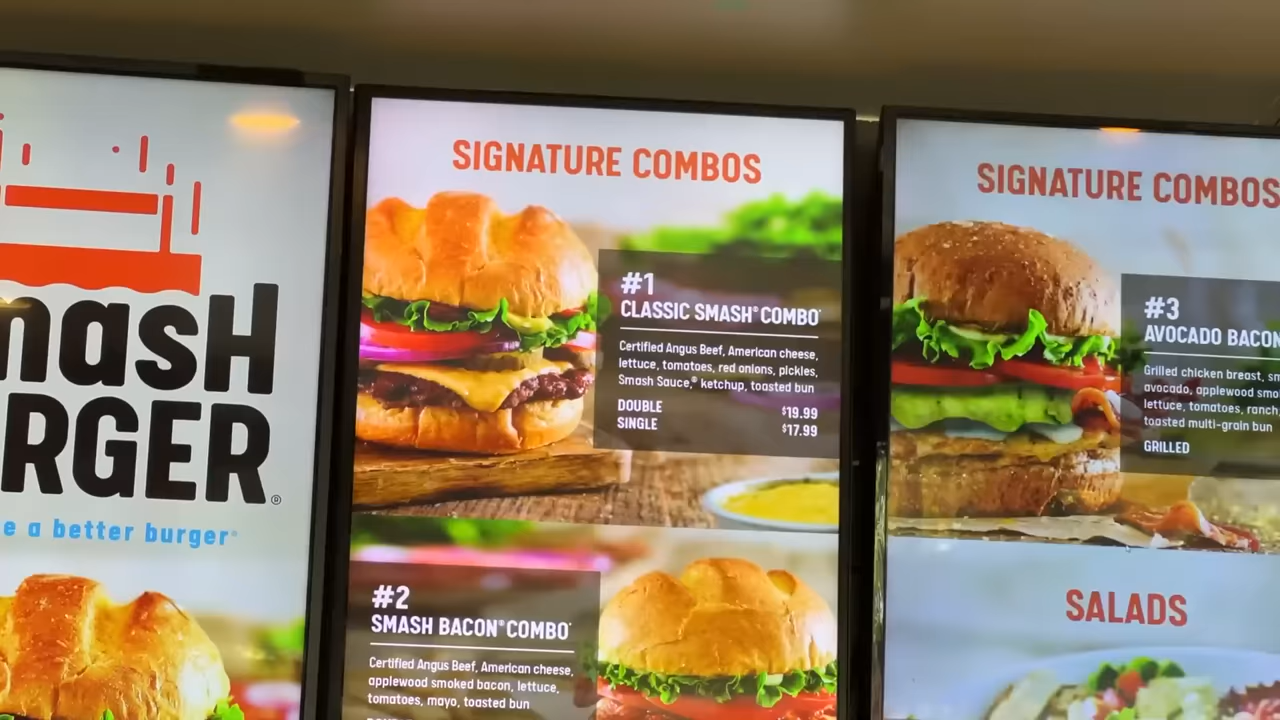 masH
RGER®
e a better burger®
SIGNATURE COMBOS
#1
CLASSIC SMASH® COMBO*
Certified Angus Beef, American cheese,
lettuce, tomatoes, red onions, pickles,
Smash Sauce,® ketchup, toasted bun
DOUBLE $19.99
SINGLE $17.99
#2
SMASH BACON® COMBO*
Certified Angus Beef, American cheese,
applewood smoked bacon, lettuce,
tomatoes, mayo, toasted bun
SIGNATURE COMBOS
#3
AVOCADO BACON
Grilled chicken breast, sm
avocado, applewood smo
lettuce, tomatoes, ranch
toasted multi-grain bun
GRILLED
SALADS